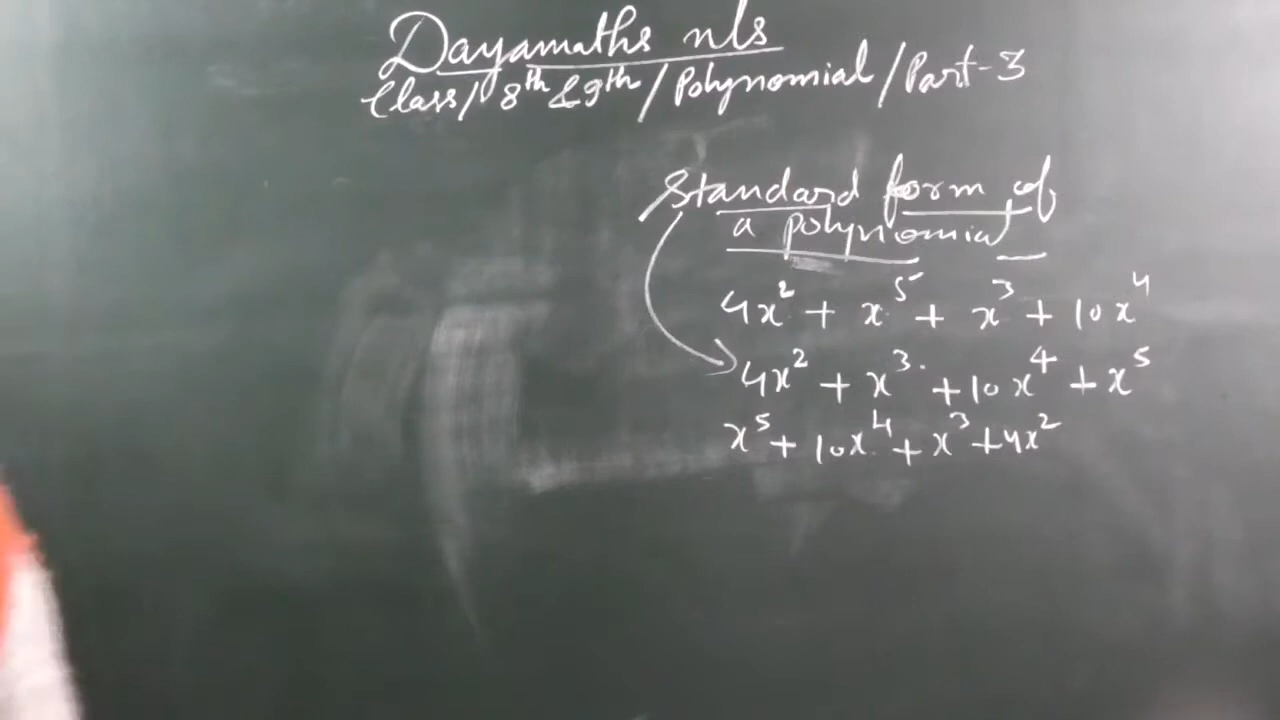 Dayamaths nls
Class/8th & 9th/Polynomial/Part-3
Standard form of
a polynomial
4x² + x⁵ + x³ + 10x⁴
4x² + x³ + 10x⁴ + x⁵
x⁵ + 10x⁴ + x³ + 4x²